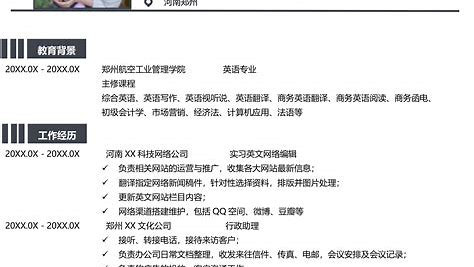 河南郑州
教育背景
20XX.0X - 20XX.0X 郑州航空工业管理学院 英语专业
主修课程
综合英语、英语写作、英语视听说、英语翻译、商务英语翻译、商务英语阅读、商务函电、
初级会计学、市场营销、经济法、计算机应用、法语等
工作经历
20XX.0X - 20XX.0X 河南 XX 科技网络公司 实习英文网络编辑
✓ 负责相关网站的运营与推广，收集各大网站最新信息；
✓ 翻译指定网络新闻稿件，针对性选择资料，排版并图片处理；
✓ 更新英文网站栏目内容；
✓ 网络渠道搭建维护，包括 QQ 空间、微博、豆瓣等
20XX.0X - 20XX.0X 郑州 XX 文化公司 行政助理
✓ 接听、转接电话，接待来访客户；
✓ 负责办公室日常文档整理，收发来往信件、传真、电邮，会议安排及会议记录；